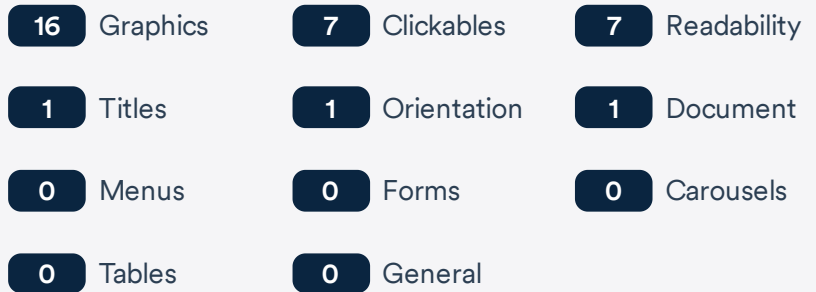 16 Graphics 7 Clickables 7 Readability
1 Titles 1 Orientation 1 Document
0 Menus 0 Forms 0 Carousels
0 Tables 0 General